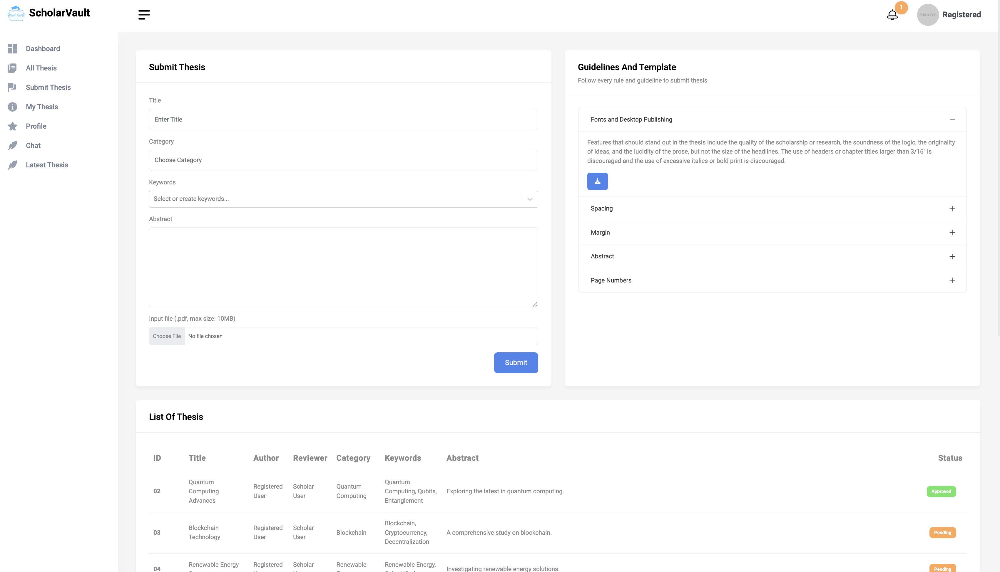 ScholarVault
1
200 x 200
Registered
Dashboard
All Thesis
Submit Thesis
My Thesis
Profile
Chat
Latest Thesis
Submit Thesis
Title
Enter Title
Category
Choose Category
Keywords
Select or create keywords...
Abstract
Input file (.pdf, max size: 10MB)
Choose File No file chosen
Submit
Guidelines And Template
Follow every rule and guideline to submit thesis
Fonts and Desktop Publishing
Features that should stand out in the thesis include the quality of the scholarship or research, the soundness of the logic, the originality
of ideas, and the lucidity of the prose, but not the size of the headlines. The use of headers or chapter titles larger than 3/16" is
discouraged and the use of excessive italics or bold print is discouraged.
Spacing
Margin
Abstract
Page Numbers
List Of Thesis
ID Title Author Reviewer Category Keywords Abstract Status
02
Quantum
Computing
Advances
Registered
User
Scholar
User
Quantum
Computing
Quantum
Computing, Qubits,
Entanglement
Exploring the latest in quantum computing.
Approved
03
Blockchain
Technology
Registered
User
Scholar
User
Blockchain
Blockchain,
Cryptocurrency,
Decentralization
A comprehensive study on blockchain.
Pending
04
Renewable Energy
Registered
Scholar
Renewable
Renewable Energy,
Investigating renewable energy solutions.
Pending